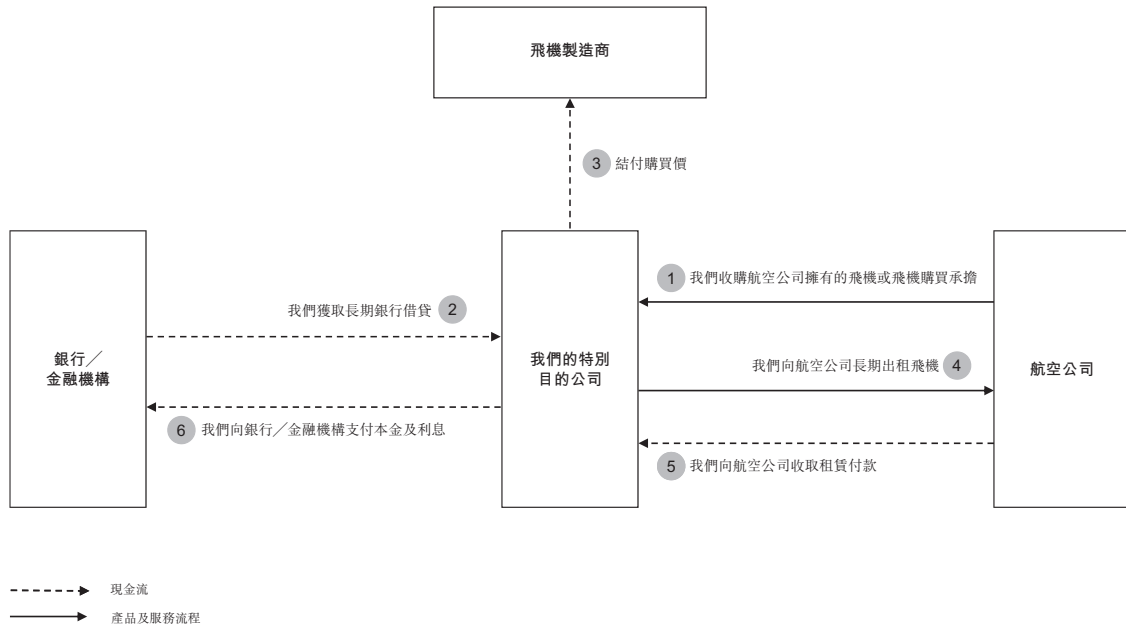 飛機製造商
3 結付購買價
1 我們收購航空公司擁有的飛機或飛機購買承擔
我們獲取長期銀行借貸 2
銀行╱
金融機構
我們的特別
目的公司
我們向航空公司長期出租飛機 4
航空公司
6 我們向銀行╱金融機構支付本金及利息
5 我們向航空公司收取租賃付款
現金流
產品及服務流程